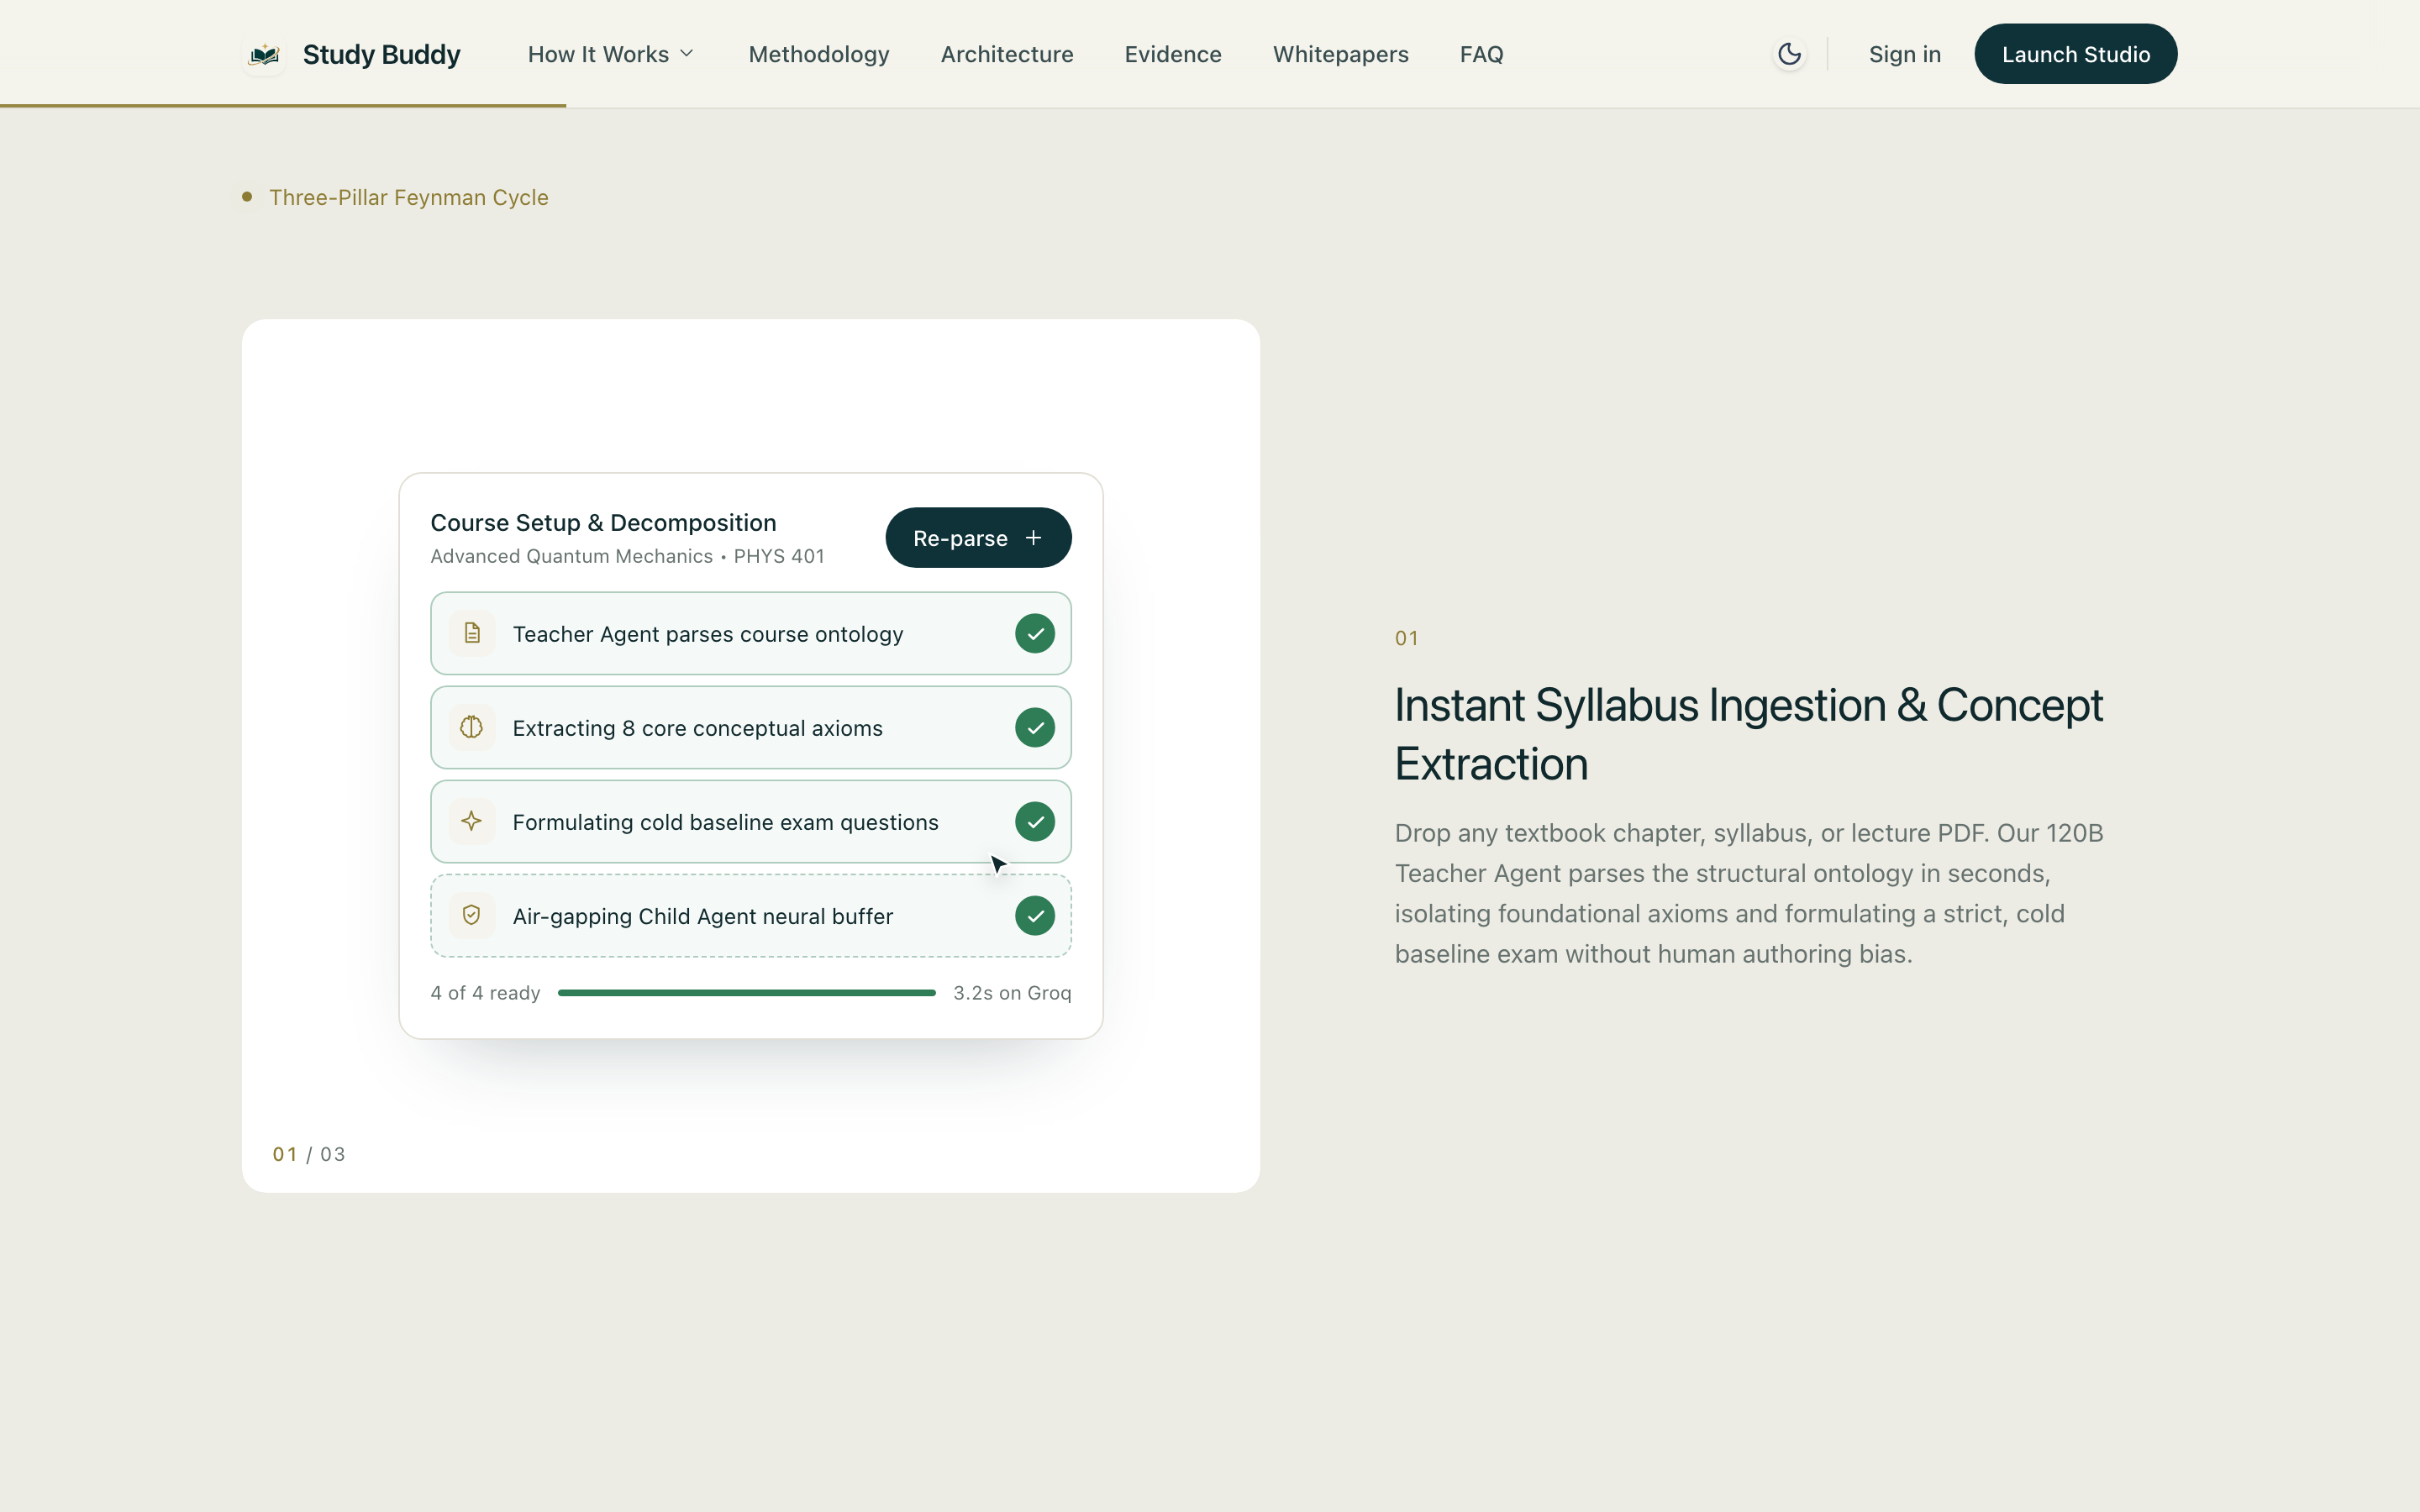 Study Buddy
How It Works
Methodology
Architecture
Evidence
Whitepapers
FAQ
Sign in
Launch Studio
Three-Pillar Feynman Cycle
Course Setup & Decomposition
Advanced Quantum Mechanics • PHYS 401
Re-parse
Teacher Agent parses course ontology
Extracting 8 core conceptual axioms
Formulating cold baseline exam questions
Air-gapping Child Agent neural buffer
4 of 4 ready
3.2s on Groq
01 / 03
01
Instant Syllabus Ingestion & Concept
Extraction
Drop any textbook chapter, syllabus, or lecture PDF. Our 120B
Teacher Agent parses the structural ontology in seconds,
isolating foundational axioms and formulating a strict, cold
baseline exam without human authoring bias.